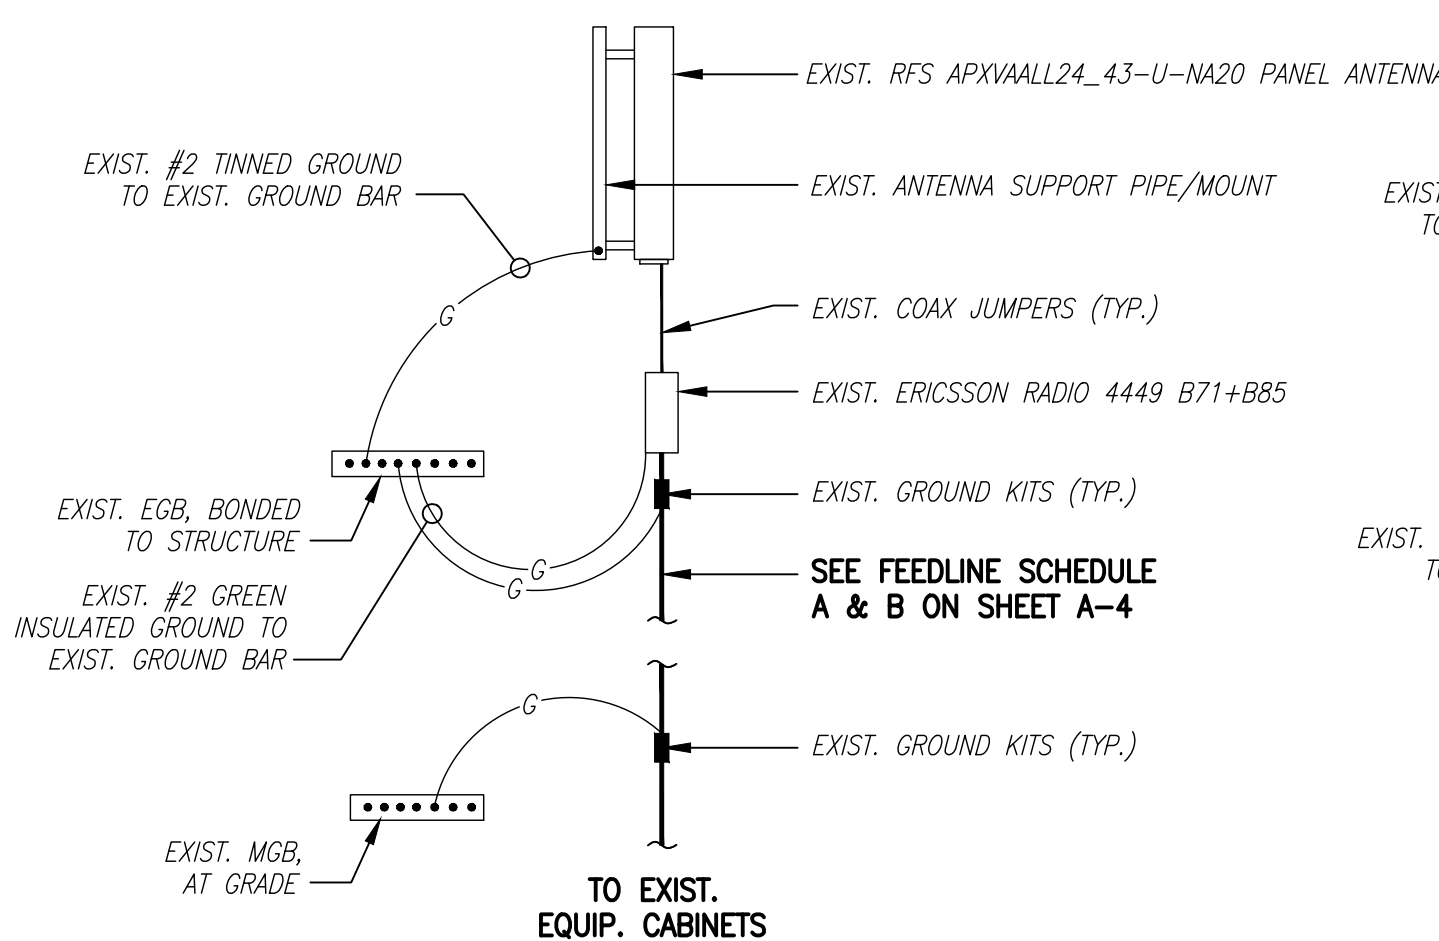 EXIST. RFS APXVAALL24_43-U-NA20 PANEL ANTENNA
EXIST. #2 TINNED GROUND
TO EXIST. GROUND BAR
EXIST. ANTENNA SUPPORT PIPE/MOUNT
EXIST.
TO
EXIST. COAX JUMPERS (TYP.)
G
EXIST. ERICSSON RADIO 4449 B71+B85
EXIST. GROUND KITS (TYP.)
EXIST. EGB, BONDED
TO STRUCTURE
EXIST.
TO
G
G
SEE FEEDLINE SCHEDULE
A & B ON SHEET A-4
EXIST. #2 GREEN
INSULATED GROUND TO
EXIST. GROUND BAR
G
EXIST. GROUND KITS (TYP.)
EXIST. MGB,
AT GRADE
TO EXIST.
EQUIP. CABINETS